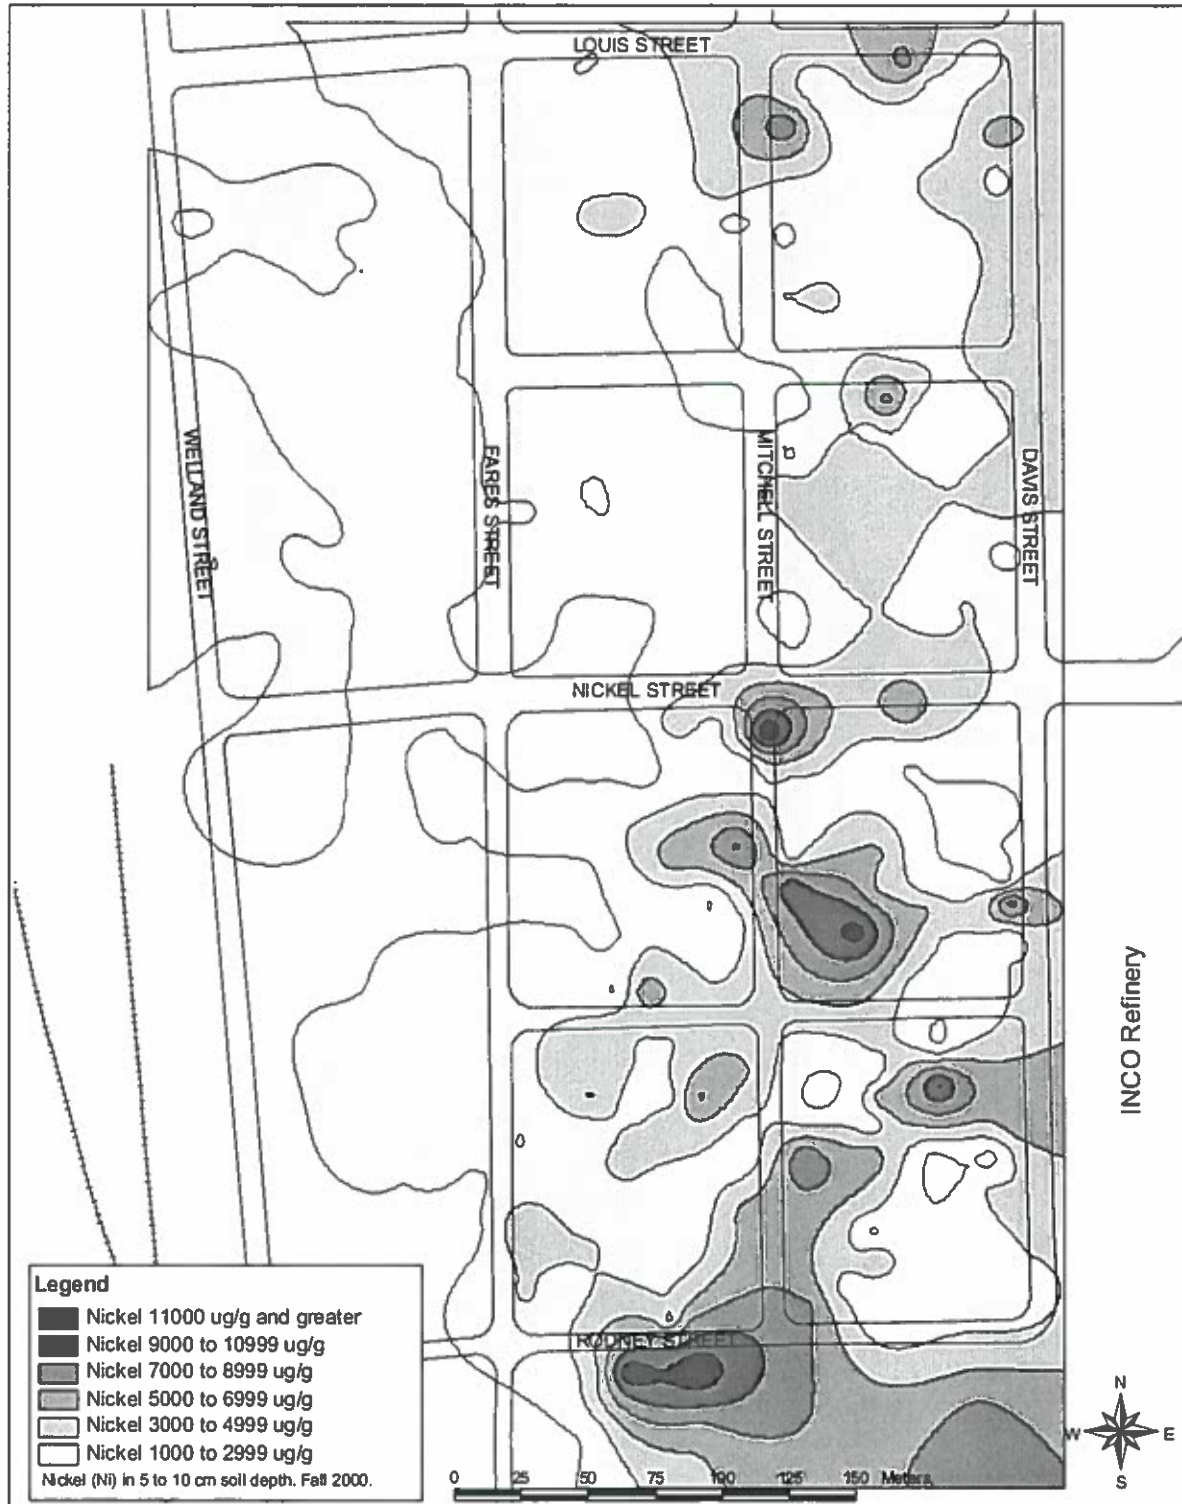 LOUIS STREET
WELLAND STREET
FARES STREET
MITCHELL STREET
DAVIS STREET
NICKEL STREET
INCO Refinery
RODNEY STREET
Legend
Nickel 11000 ug/g and greater
Nickel 9000 to 10999 ug/g
Nickel 7000 to 8999 ug/g
Nickel 5000 to 6999 ug/g
Nickel 3000 to 4999 ug/g
Nickel 1000 to 2999 ug/g
Nickel (Ni) in 5 to 10 cm soil depth. Fall 2000.
0 25 50 75 100 125 150 Meters
N
W E
S